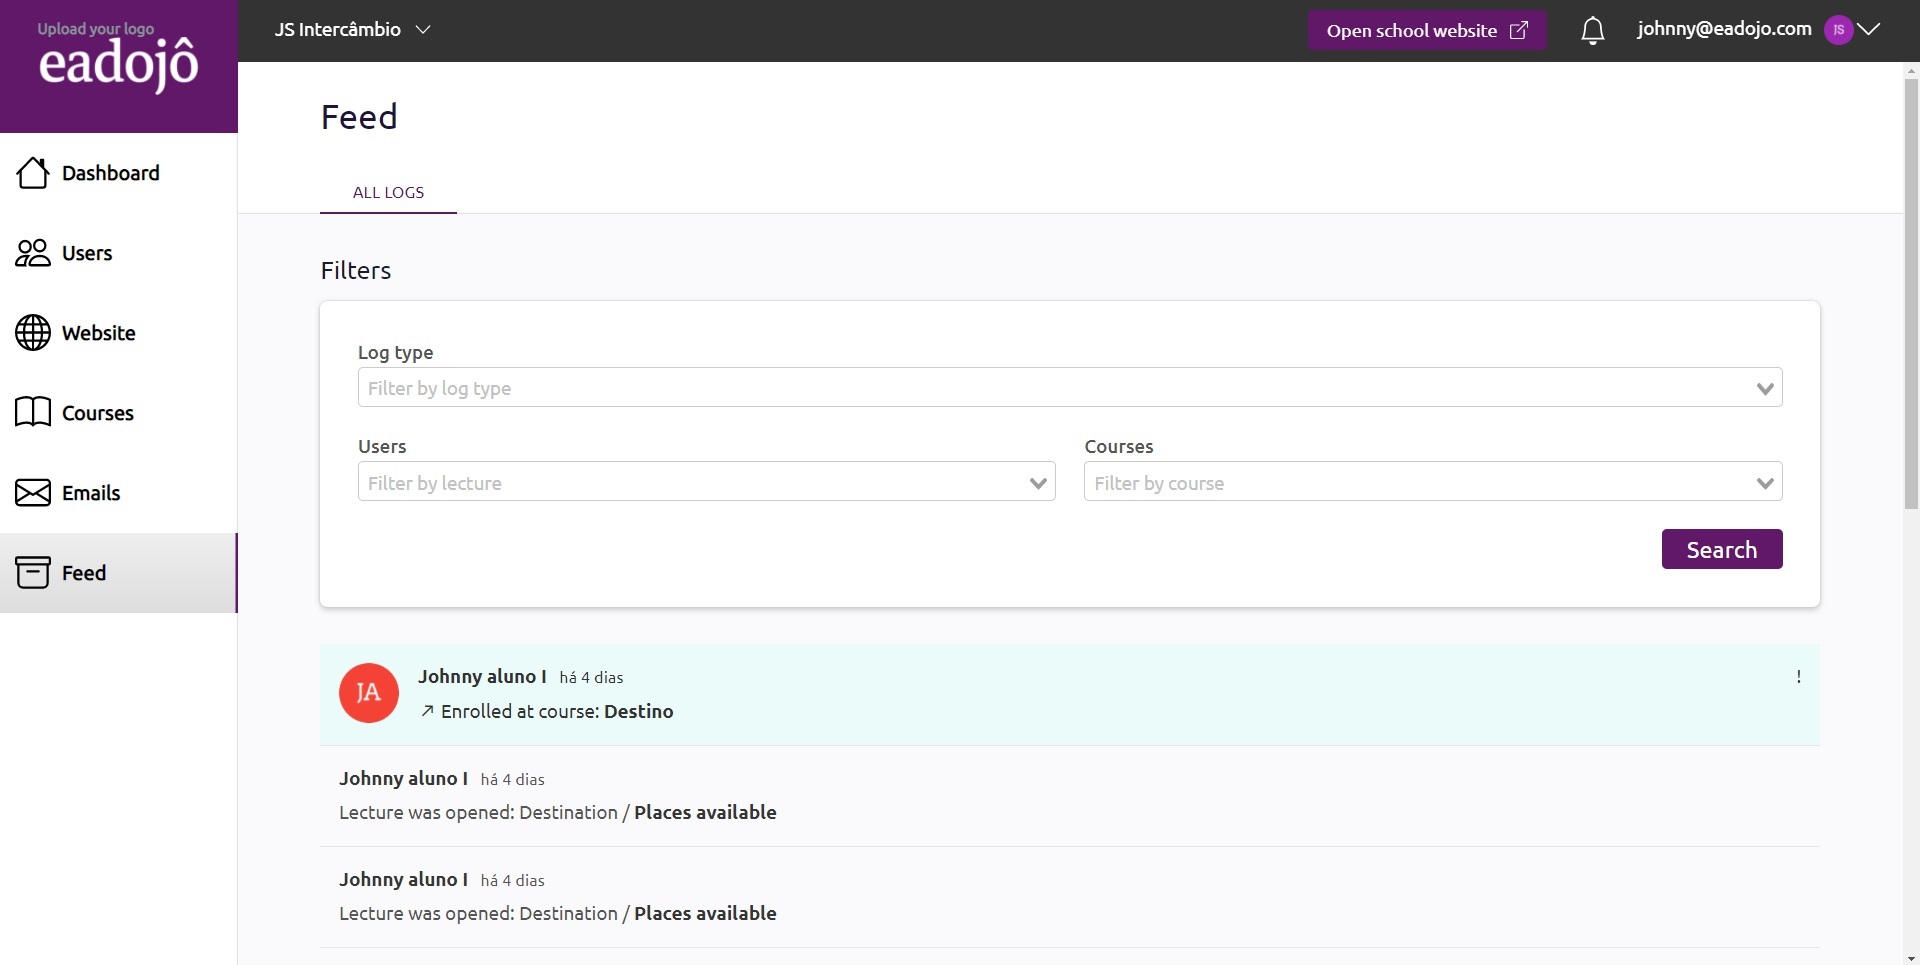 Upload your logo
eadojô
JS Intercâmbio
Open school website
johnny@eadojo.com
JS
Dashboard
Users
Website
Courses
Emails
Feed
Feed
ALL LOGS
Filters
Log type
Filter by log type
Users
Courses
Filter by lecture
Filter by course
Search
JA
Johnny aluno I há 4 dias
!
↗ Enrolled at course: Destino
Johnny aluno I há 4 dias
Lecture was opened: Destination / Places available
Johnny aluno I há 4 dias
Lecture was opened: Destination / Places available